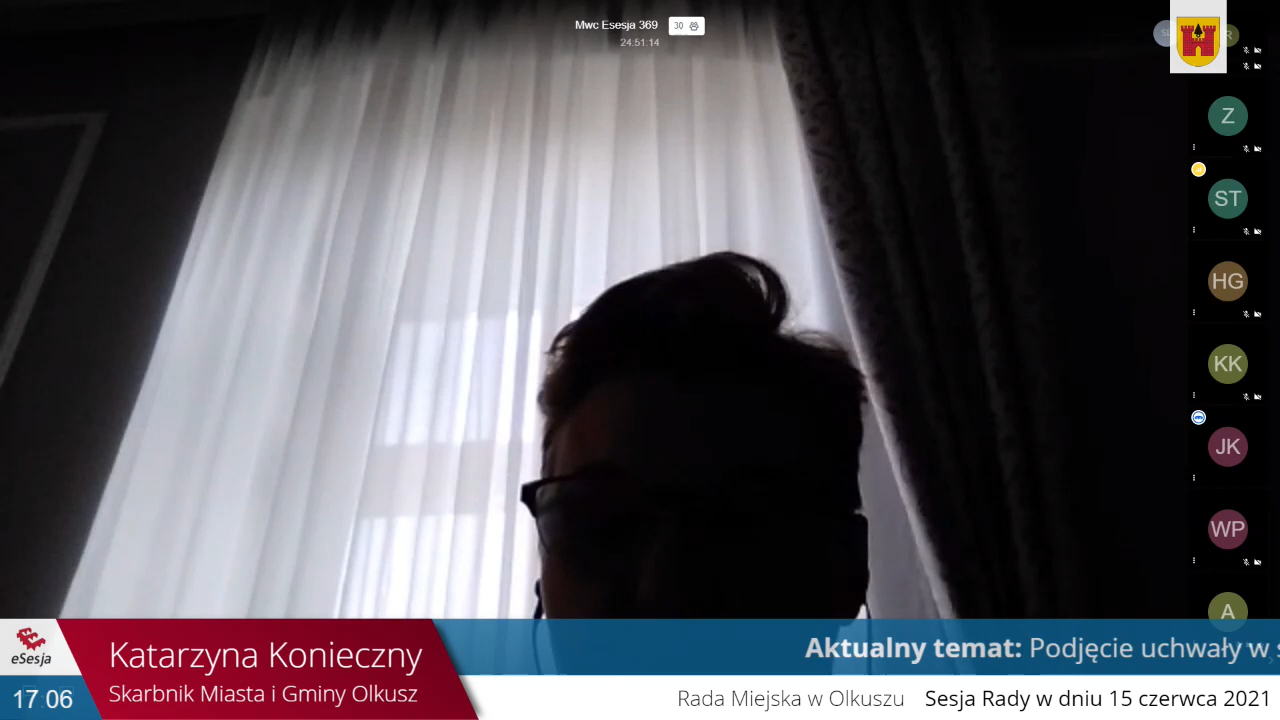 Mwc Esesja 369
30
24:51:14
R
Z
ST
HG
KK
JK
WP
A
eSesja
17:06
Katarzyna Konieczny
Skarbnik Miasta i Gminy Olkusz
Aktualny temat: Podjęcie uchwały w s
Rada Miejska w Olkuszu Sesja Rady w dniu 15 czerwca 2021